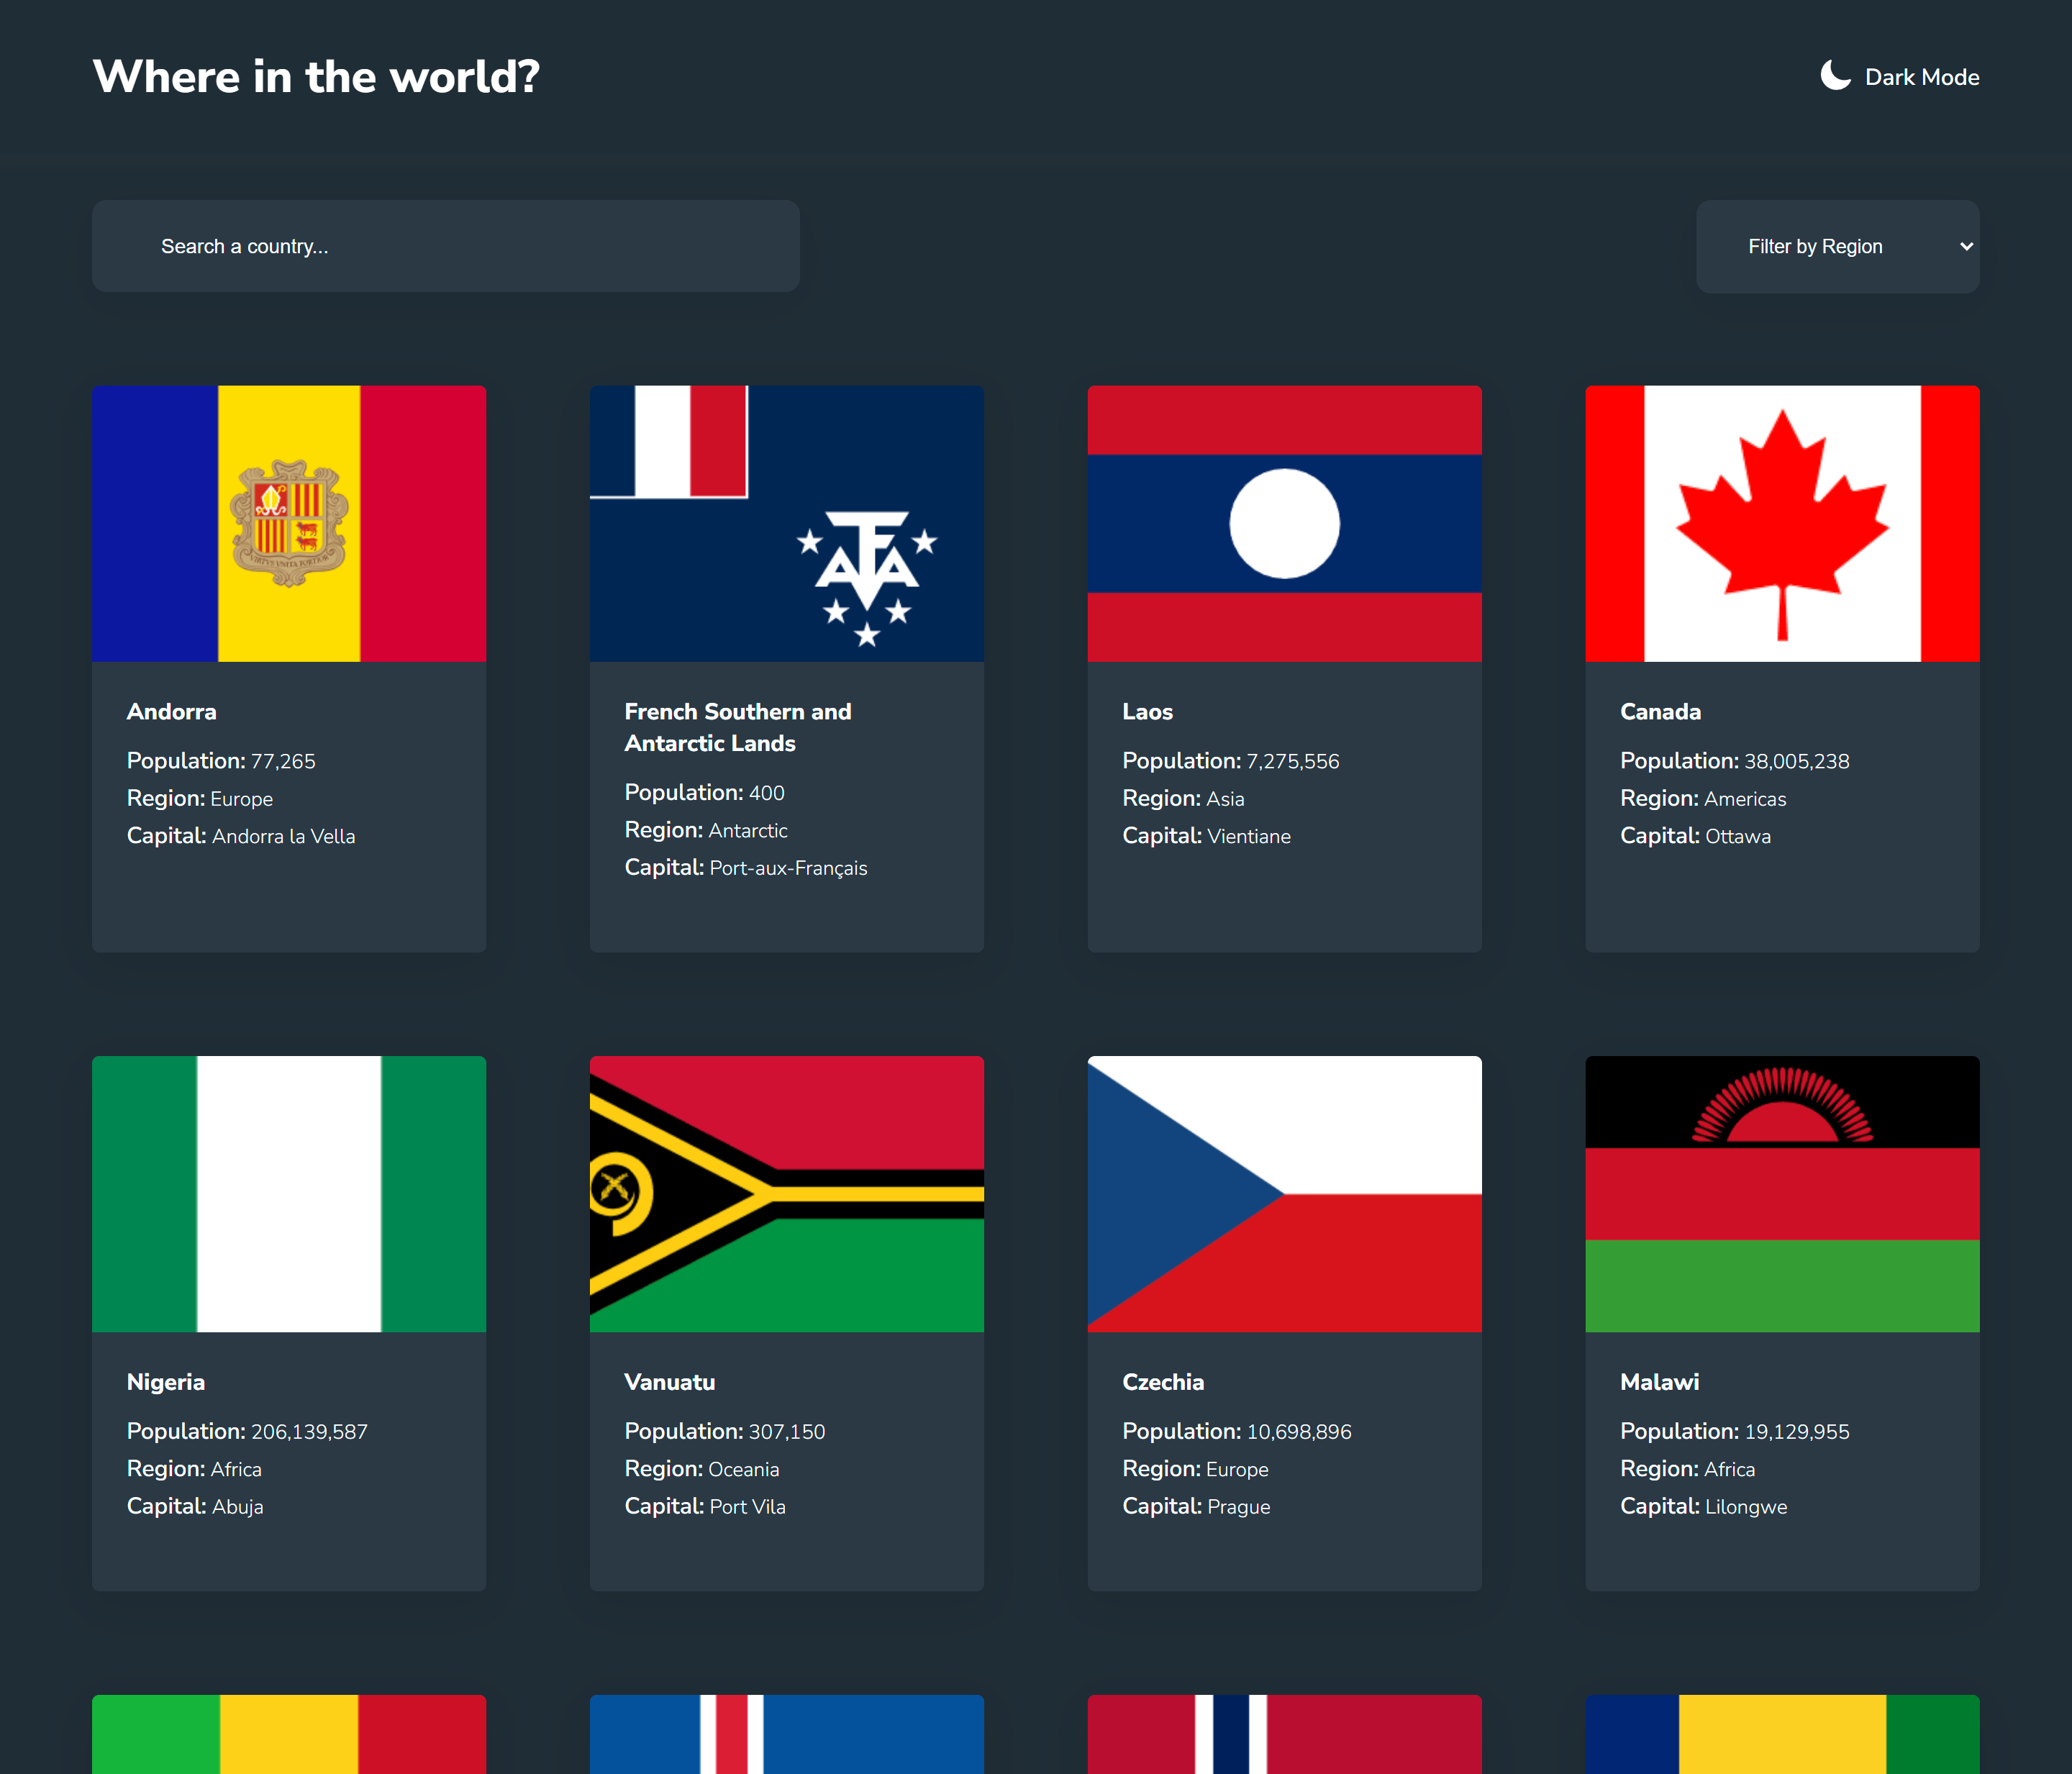 Where in the world?
Dark Mode
Search a country...
Filter by Region
Andorra
Population: 77,265
Region: Europe
Capital: Andorra la Vella
French Southern and
Antarctic Lands
Population: 400
Region: Antarctic
Capital: Port-aux-Français
Laos
Population: 7,275,556
Region: Asia
Capital: Vientiane
Canada
Population: 38,005,238
Region: Americas
Capital: Ottawa
Nigeria
Population: 206,139,587
Region: Africa
Capital: Abuja
Vanuatu
Population: 307,150
Region: Oceania
Capital: Port Vila
Czechia
Population: 10,698,896
Region: Europe
Capital: Prague
Malawi
Population: 19,129,955
Region: Africa
Capital: Lilongwe